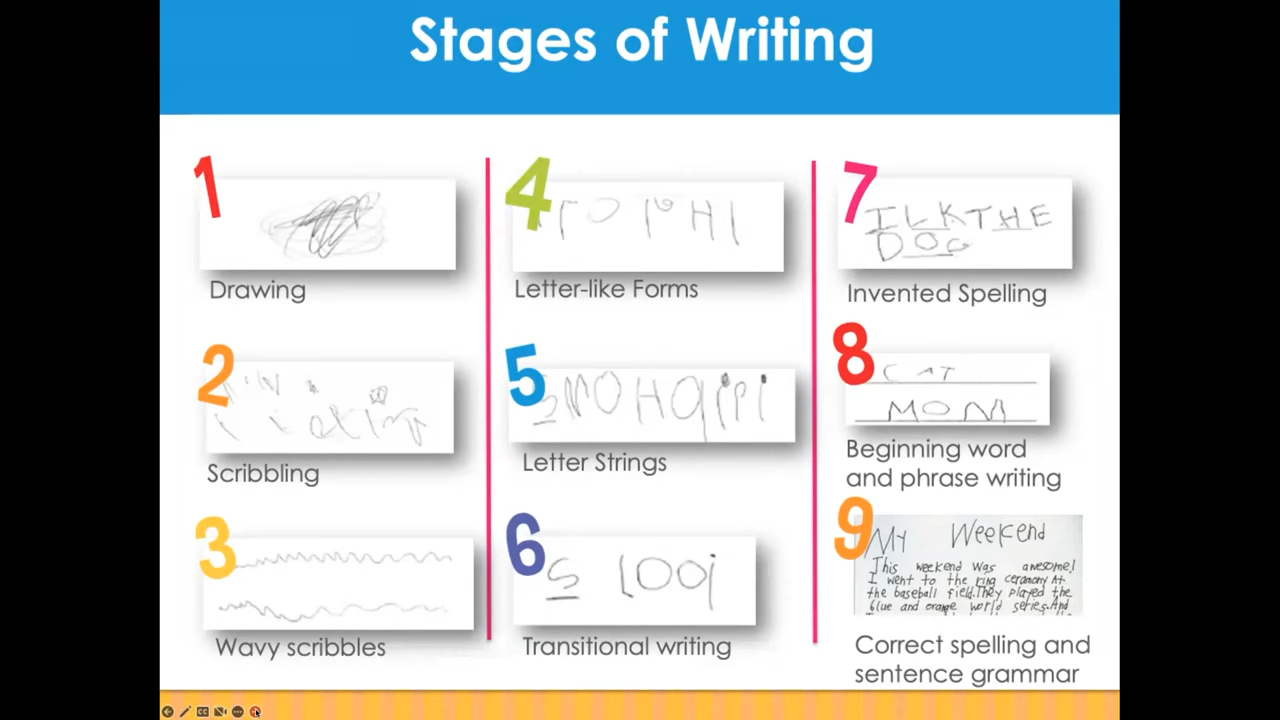 Stages of Writing
1
Drawing
2
Scribbling
3
Wavy scribbles
4
Letter-like Forms
5
Letter Strings
6
Transitional writing
7
ILKTHE
DOG
Invented Spelling
8
CAT
MOM
Beginning word
and phrase writing
9
My Weekend
This weekend was awesome!
I went to the ring ceramony At
the baseball field.They played the
blue and orange world series.And
Correct spelling and
sentence grammar